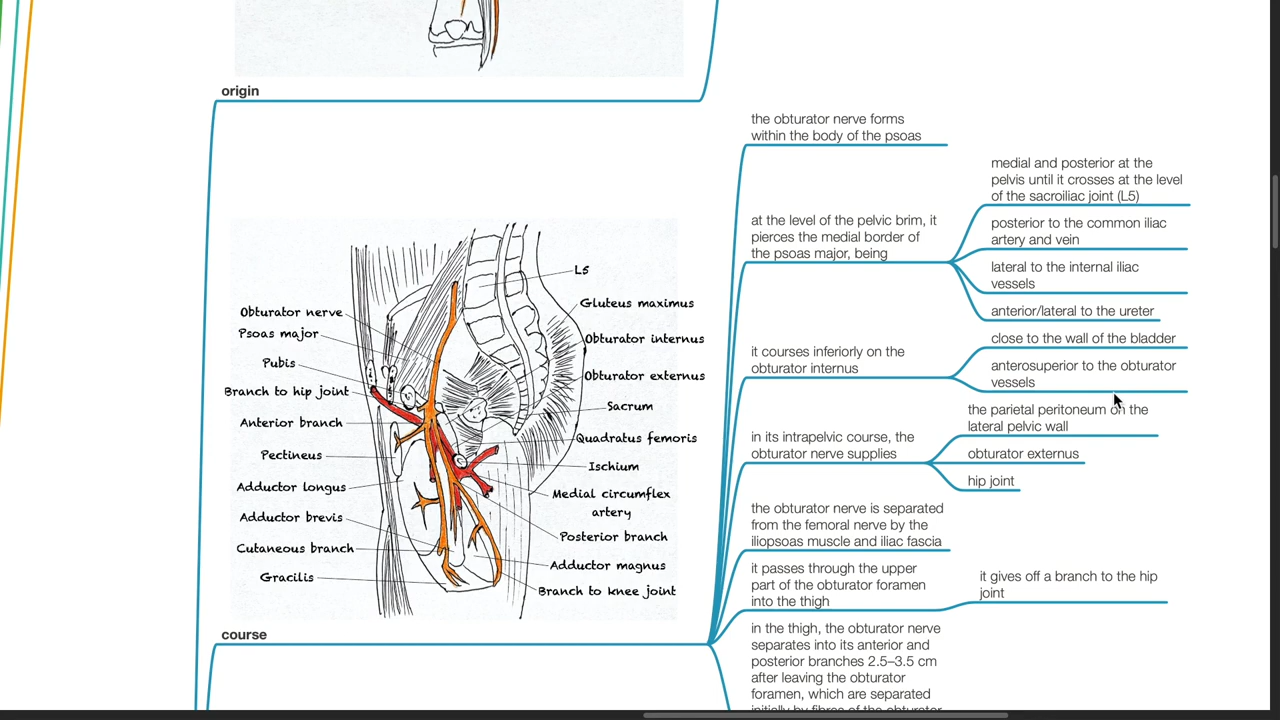 origin
the obturator nerve forms
within the body of the psoas
at the level of the pelvic brim, it
pierces the medial border of
the psoas major, being
medial and posterior at the
pelvis until it crosses at the level
of the sacroiliac joint (L5)
posterior to the common iliac
artery and vein
lateral to the internal iliac
vessels
anterior/lateral to the ureter
it courses inferiorly on the
obturator internus
close to the wall of the bladder
anterosuperior to the obturator
vessels
in its intrapelvic course, the
obturator nerve supplies
the parietal peritoneum on the
lateral pelvic wall
obturator externus
hip joint
the obturator nerve is separated
from the femoral nerve by the
iliopsoas muscle and iliac fascia
it passes through the upper
part of the obturator foramen
into the thigh
it gives off a branch to the hip
joint
in the thigh, the obturator nerve
separates into its anterior and
posterior branches 2.5–3.5 cm
after leaving the obturator
foramen, which are separated
initially by fibres of the obturator
Obturator nerve
Psoas major
Pubis
Branch to hip joint
Anterior branch
Pectineus
Adductor longus
Adductor brevis
Cutaneous branch
Gracilis
L5
Gluteus maximus
Obturator internus
Obturator externus
Sacrum
Quadratus femoris
Ischium
Medial circumflex
artery
Posterior branch
Adductor magnus
Branch to knee joint
course